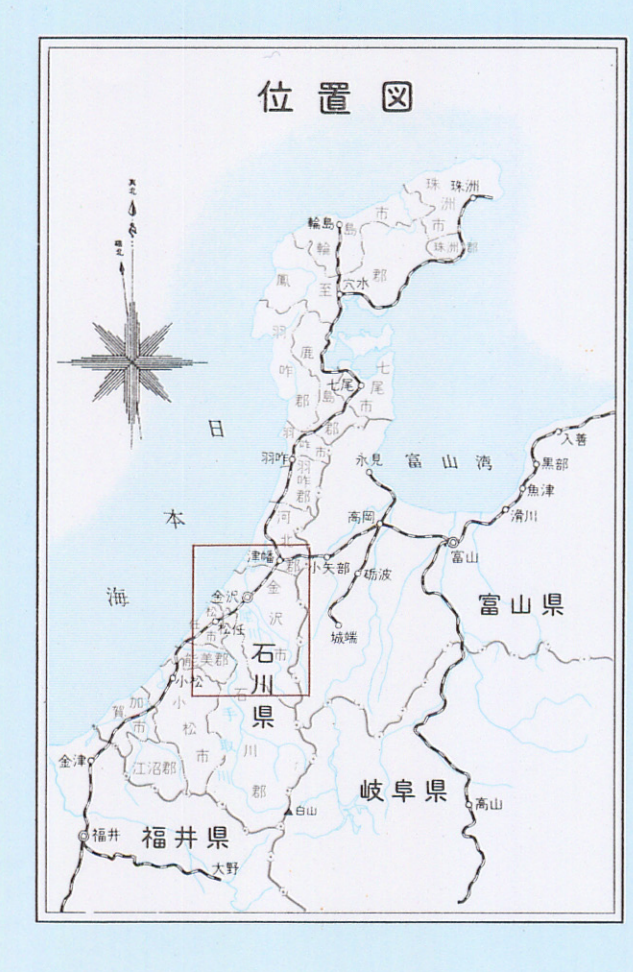 位置図
真北
磁北
珠洲市
珠洲
輪島
輪島市
珠洲郡
鳳至郡
穴水
羽咋郡
鹿島郡
七尾
七尾市
日本海
羽咋
羽咋市
羽咋郡
氷見
富山湾
入善
黒部
魚津
滑川
河北郡
高岡
津幡
小矢部
富山
砺波
金沢
金沢市
松任
松任市
城端
富山県
石川県
能美郡
小松
小松市
加賀市
手取川
石川郡
江沼郡
金津
岐阜県
高山
白山
福井
福井県
大野